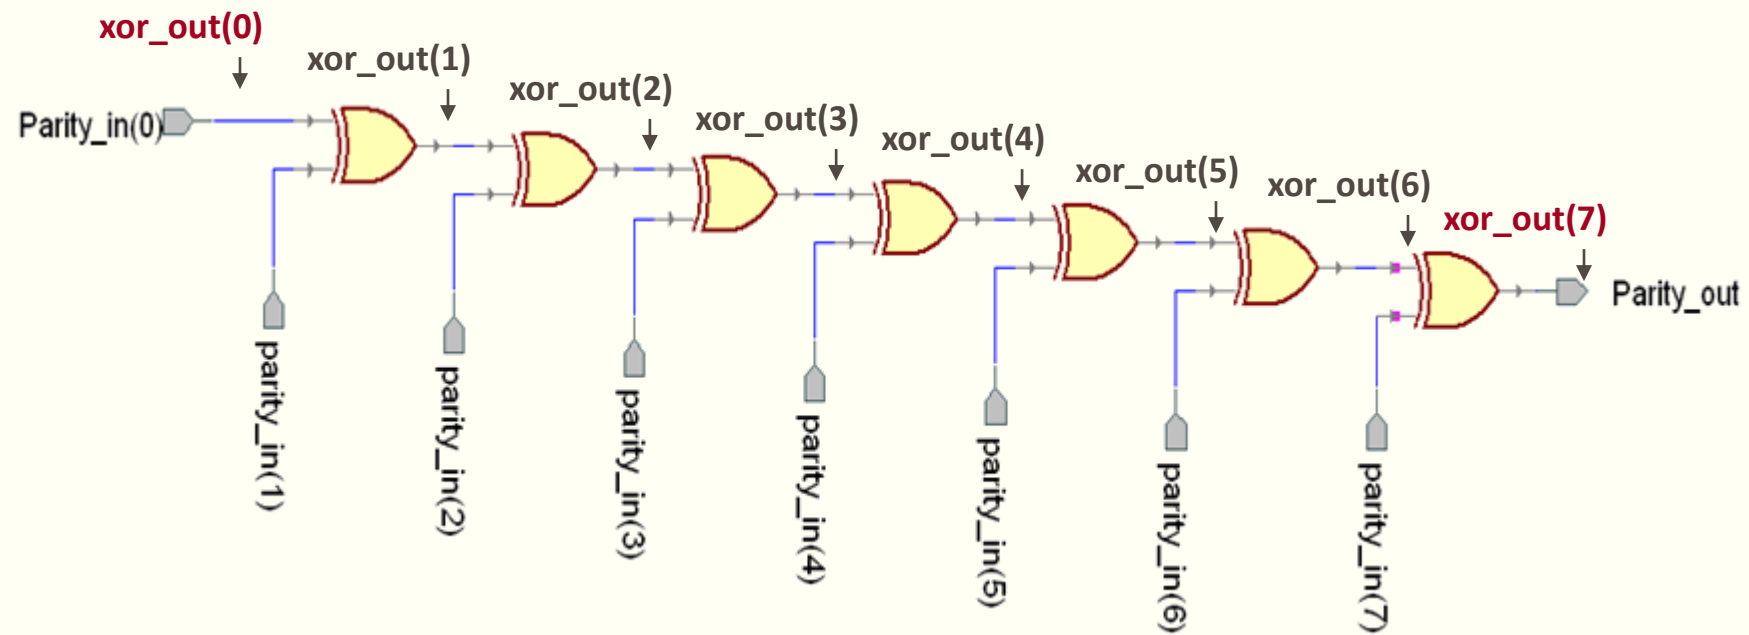 xor_out(0)
xor_out(1)
xor_out(2)
xor_out(3)
xor_out(4)
xor_out(5)
xor_out(6)
xor_out(7)
Parity_in(0)
Parity_out
parity_in(1)
parity_in(2)
parity_in(3)
parity_in(4)
parity_in(5)
parity_in(6)
parity_in(7)